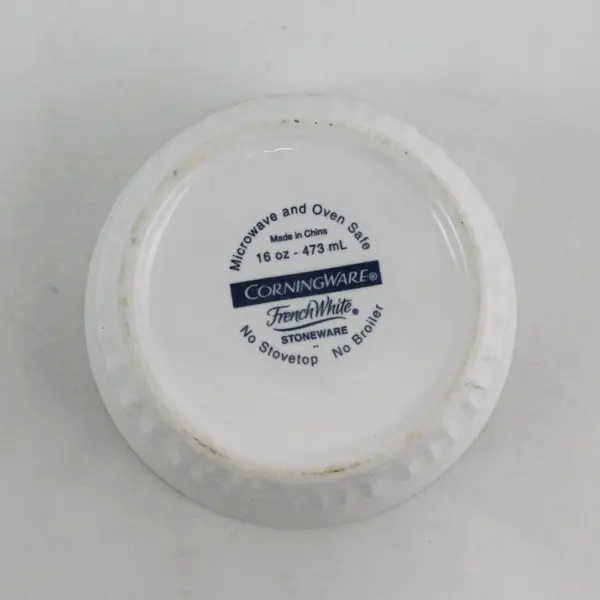 Microwave and Oven Safe
Made in China
16 oz - 473 mL
CORNINGWARE®
French White®
STONEWARE
No Stovetop No Broiler